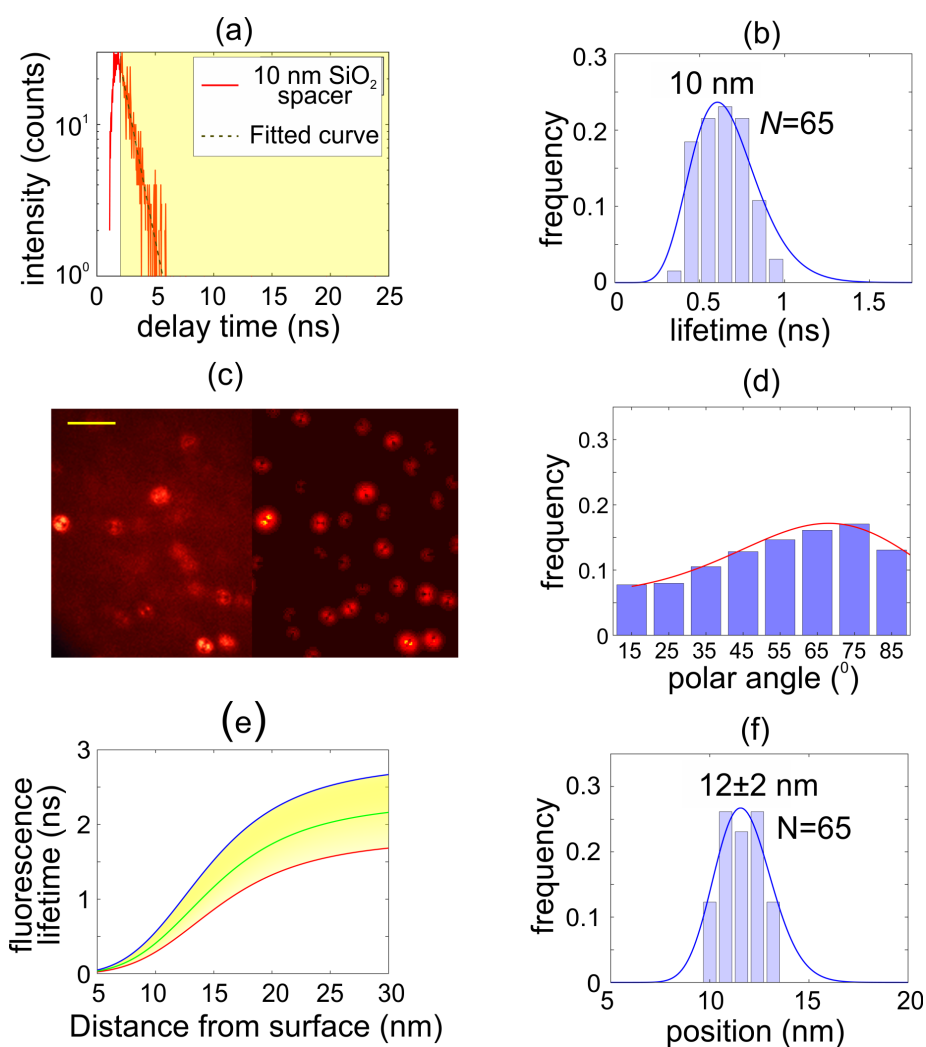 (a)
intensity (counts)
10¹
10⁰
10 nm SiO₂
spacer
Fitted curve
0 5 10 15 20 25
delay time (ns)
(b)
frequency
0.3
0.2
0.1
0
10 nm
N=65
0 0.5 1 1.5
lifetime (ns)
(c)
(d)
frequency
0.3
0.2
0.1
0
15 25 35 45 55 65 75 85
polar angle (⁰)
(e)
fluorescence
lifetime (ns)
3
2
1
0
5 10 15 20 25 30
Distance from surface (nm)
(f)
frequency
0.3
0.2
0.1
0
12±2 nm
N=65
5 10 15 20
position (nm)